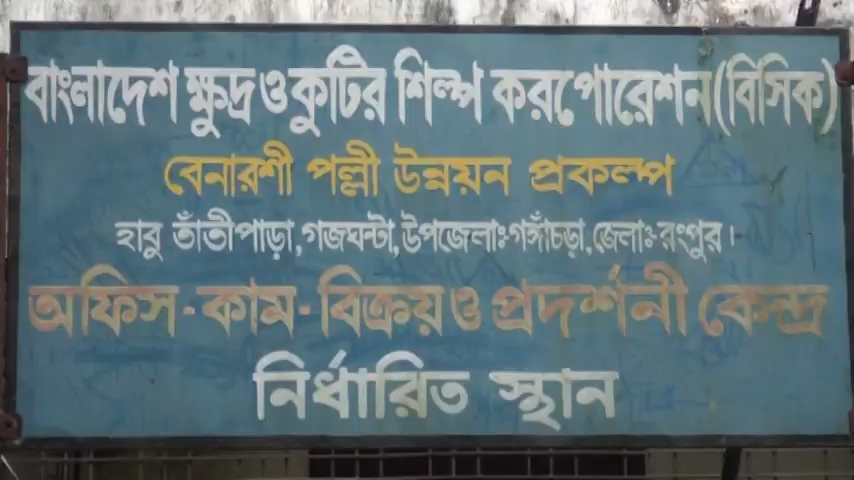 বাংলাদেশ ক্ষুদ্র ও কুটির শিল্প করপোরেশন (বিসিক)
বেনারশী পল্লী উন্নয়ন প্রকল্প
হাবু তাঁতীপাড়া, গজঘন্টা, উপজেলাঃ গঙ্গাঁচড়া, জেলাঃ রংপুর।
অফিস-কাম-বিক্রয় ও প্রদর্শনী কেন্দ্র
নির্ধারিত স্থান